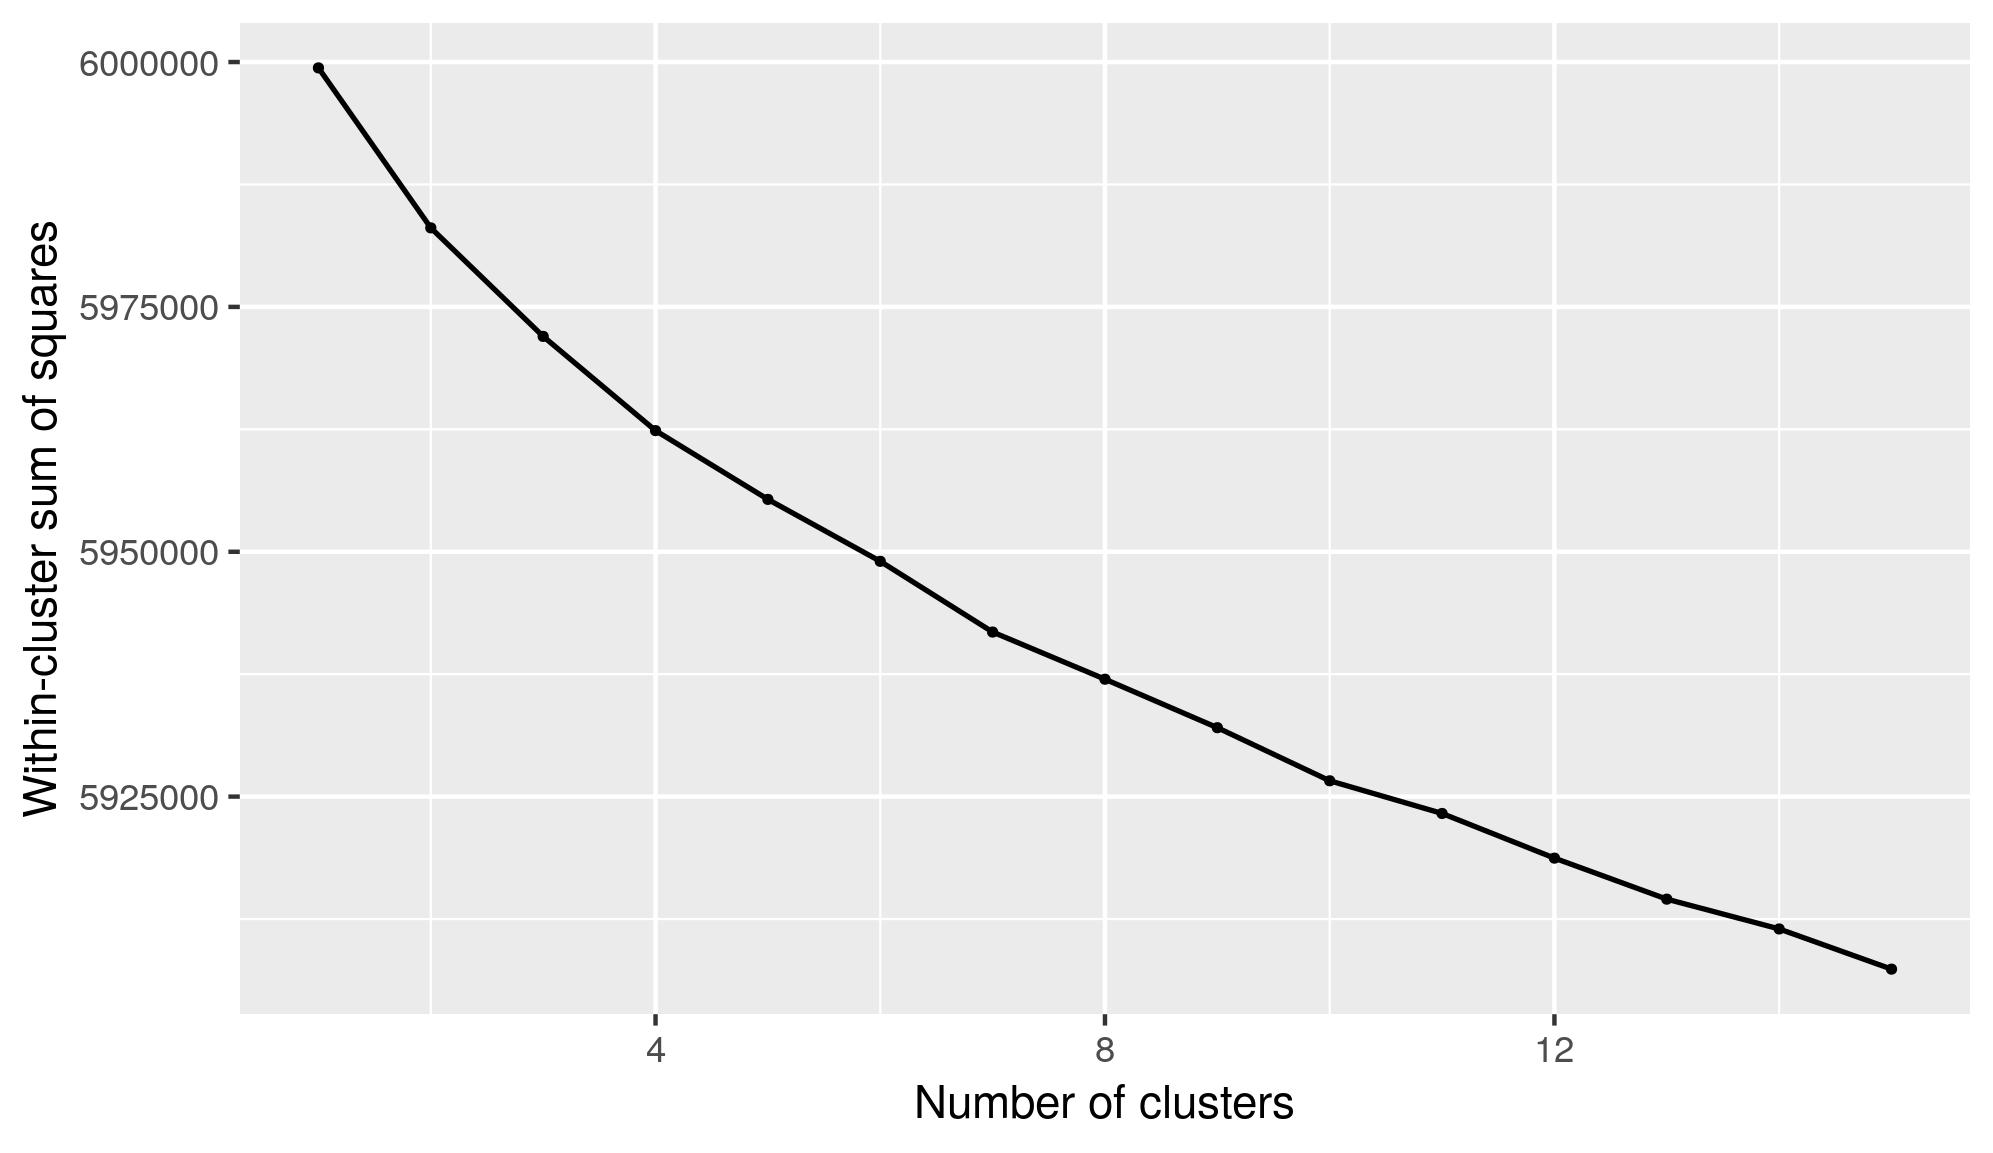 Within-cluster sum of squares
6000000
5975000
5950000
5925000
4 8 12
Number of clusters